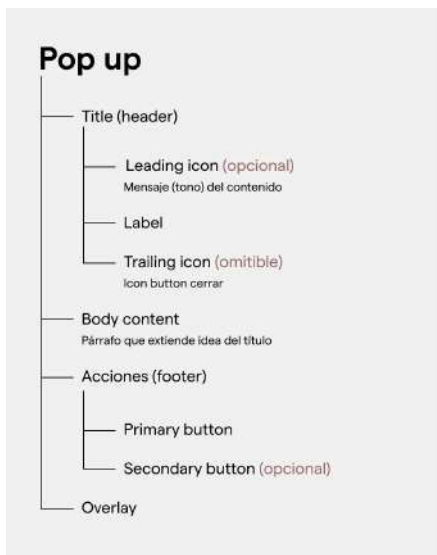 Pop up
Title (header)
Leading icon (opcional)
Mensaje (tono) del contenido
Label
Trailing icon (omitible)
Icon button cerrar
Body content
Párrafo que extiende idea del título
Acciones (footer)
Primary button
Secondary button (opcional)
Overlay